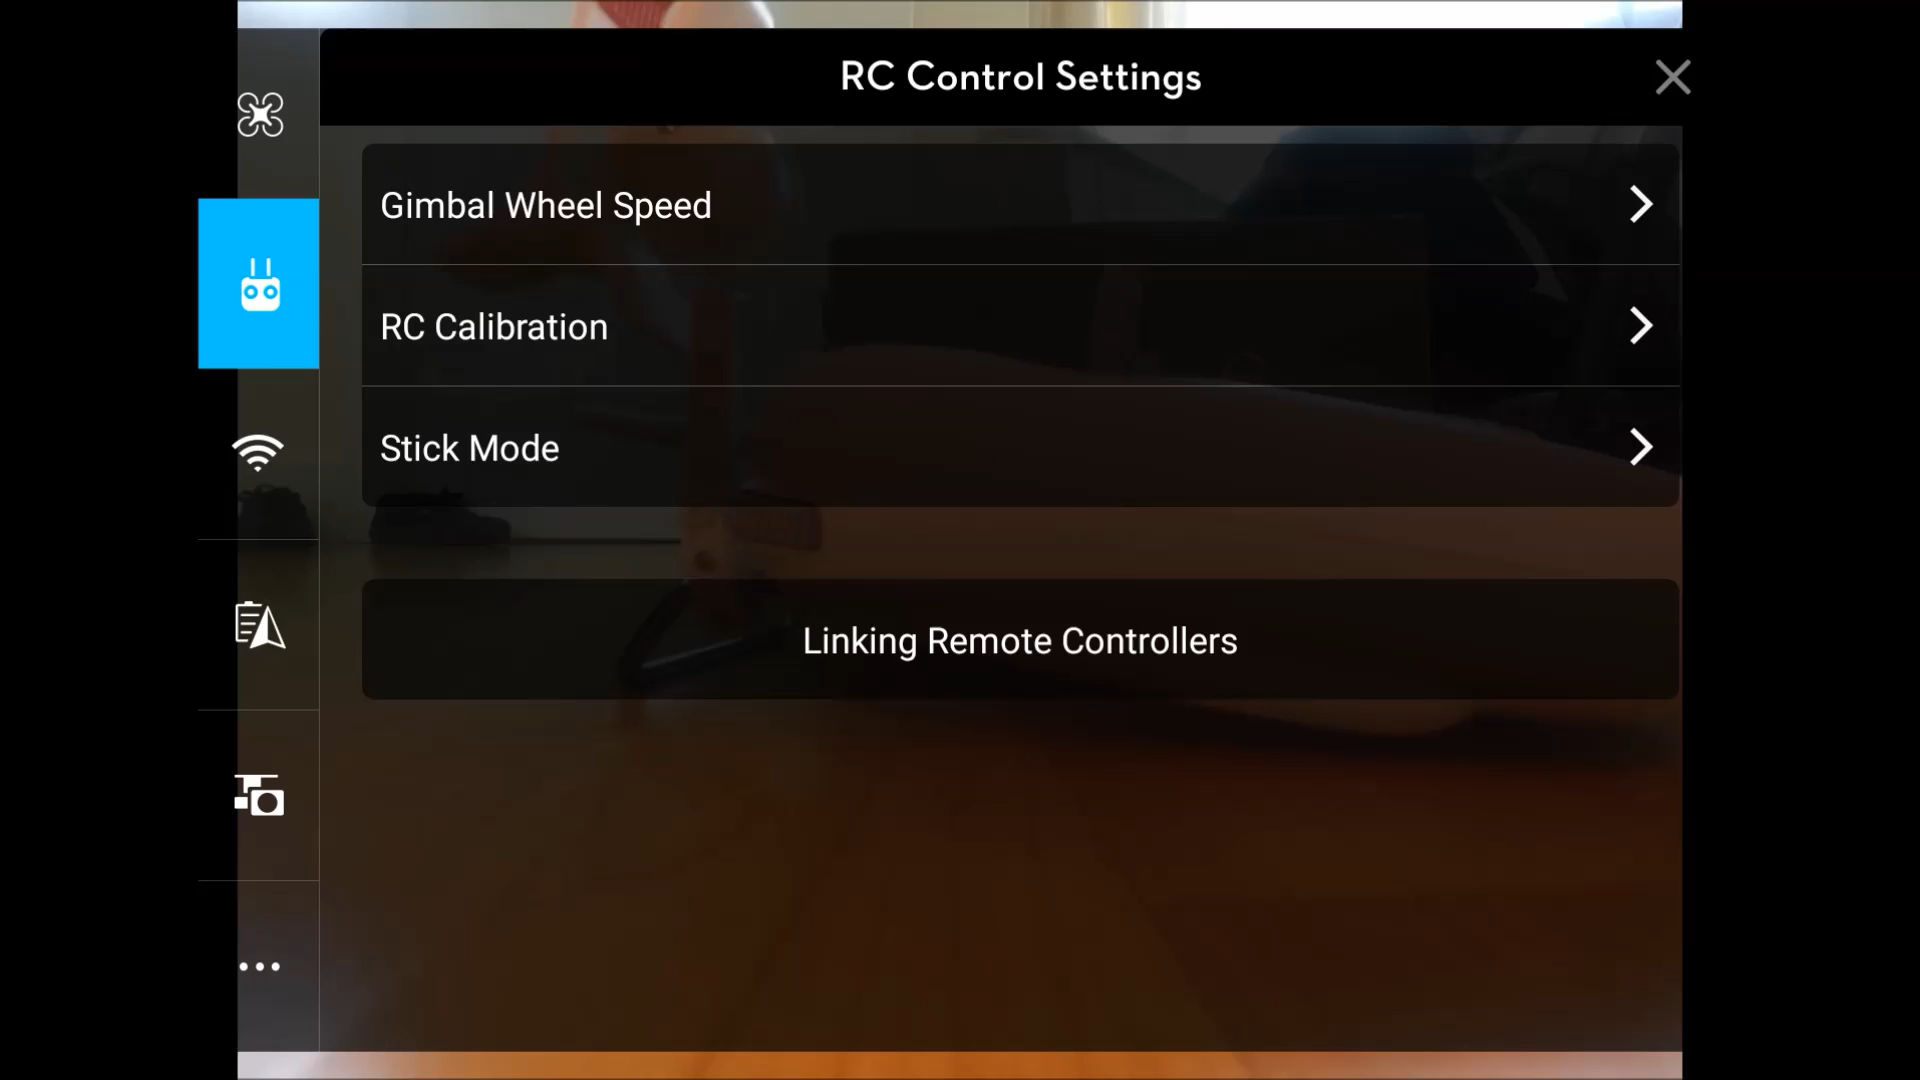 RC Control Settings
Gimbal Wheel Speed
RC Calibration
Stick Mode
Linking Remote Controllers